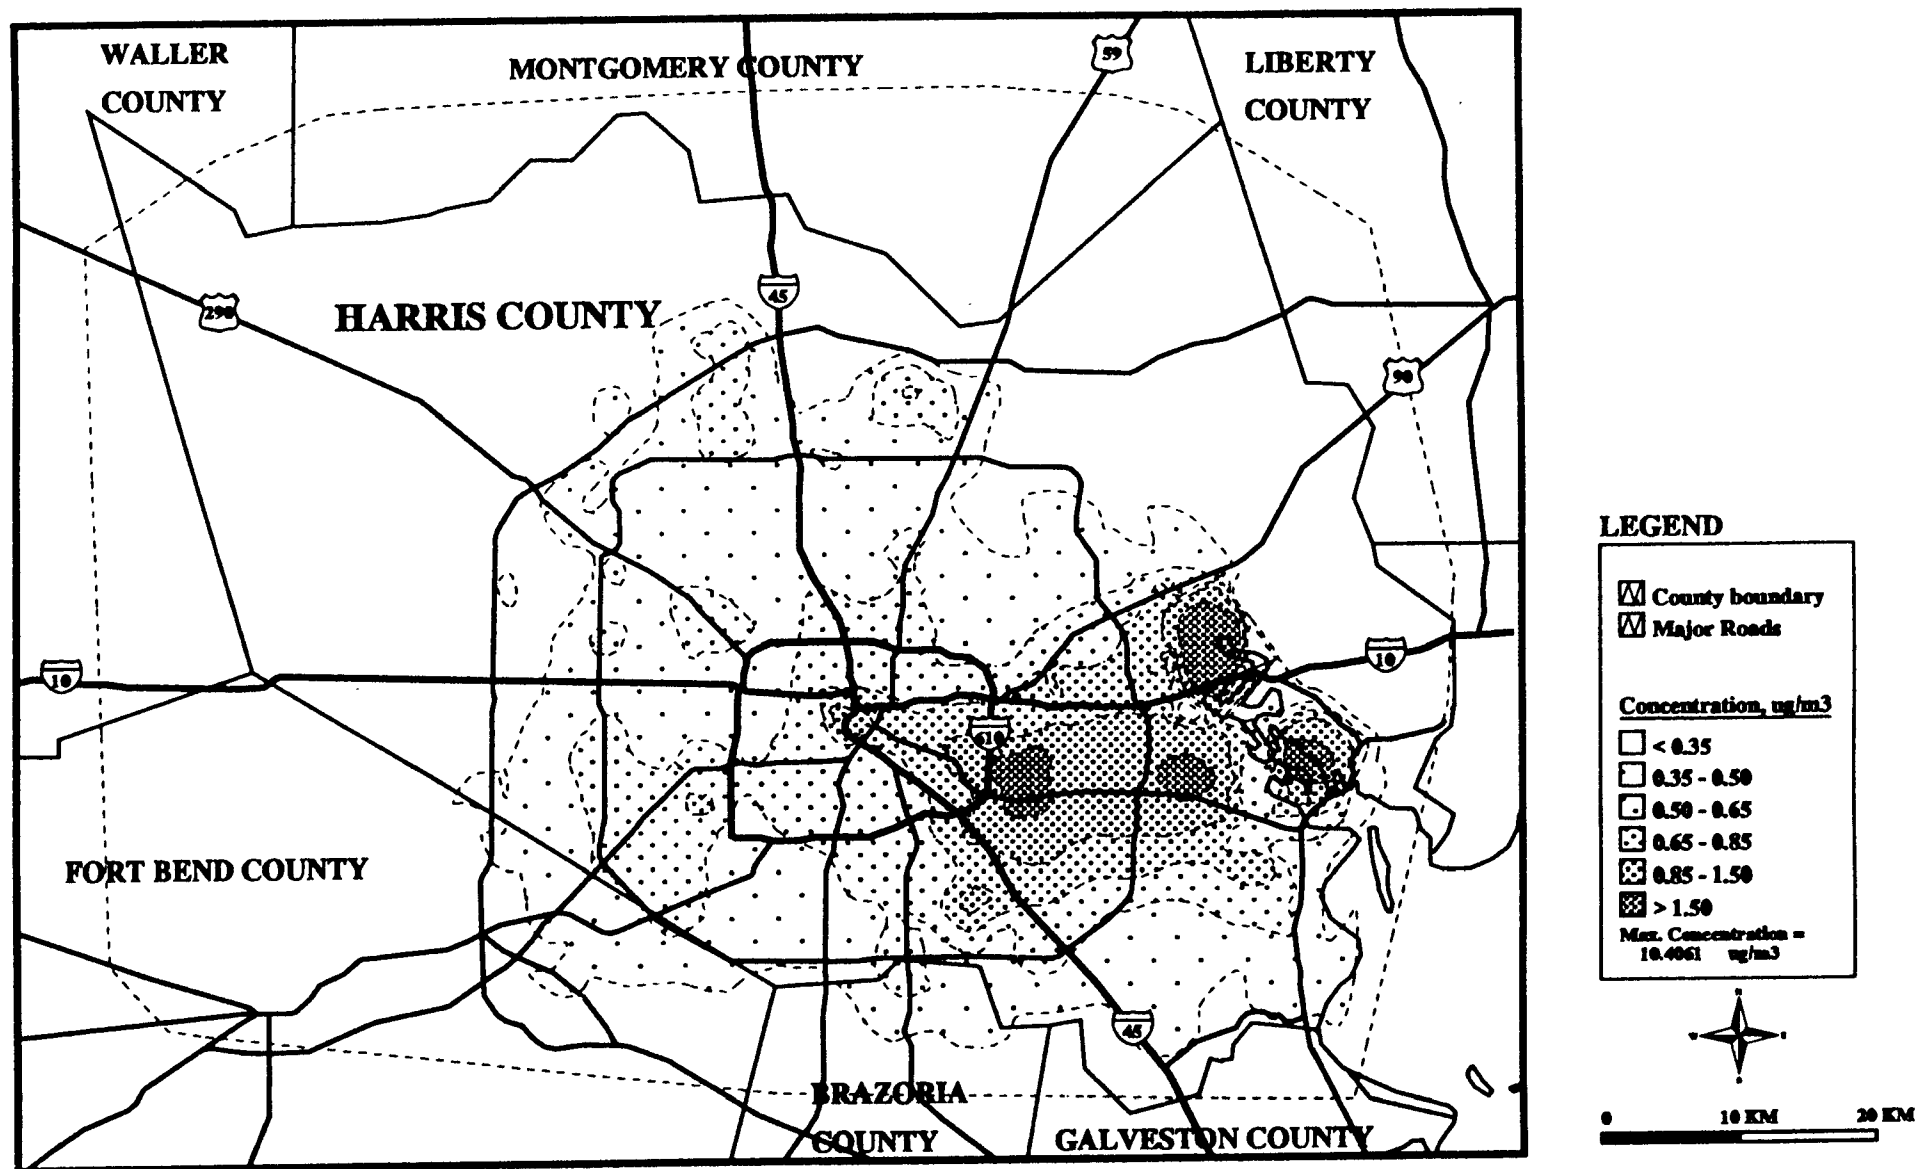 WALLER
COUNTY
MONTGOMERY COUNTY
59
LIBERTY
COUNTY
290
HARRIS COUNTY
45
90
10
10
610
FORT BEND COUNTY
45
BRAZORIA
COUNTY
GALVESTON COUNTY
LEGEND
County boundary
Major Roads
Concentration, ug/m3
< 0.35
0.35 - 0.50
0.50 - 0.65
0.65 - 0.85
0.85 - 1.50
> 1.50
Max. Concentration =
10.4061 ug/m3
N
W E
S
0 10 KM 20 KM